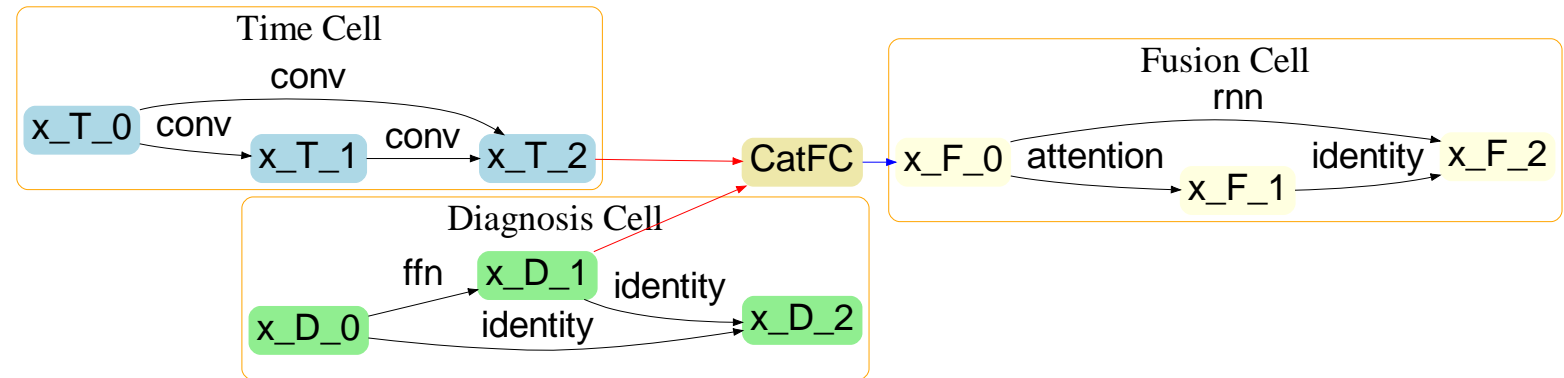 Time Cell
conv
x_T_0
conv
x_T_1
conv
x_T_2
Diagnosis Cell
x_D_0
ffn
x_D_1
identity
identity
x_D_2
CatFC
Fusion Cell
rnn
x_F_0
attention
x_F_1
identity
x_F_2